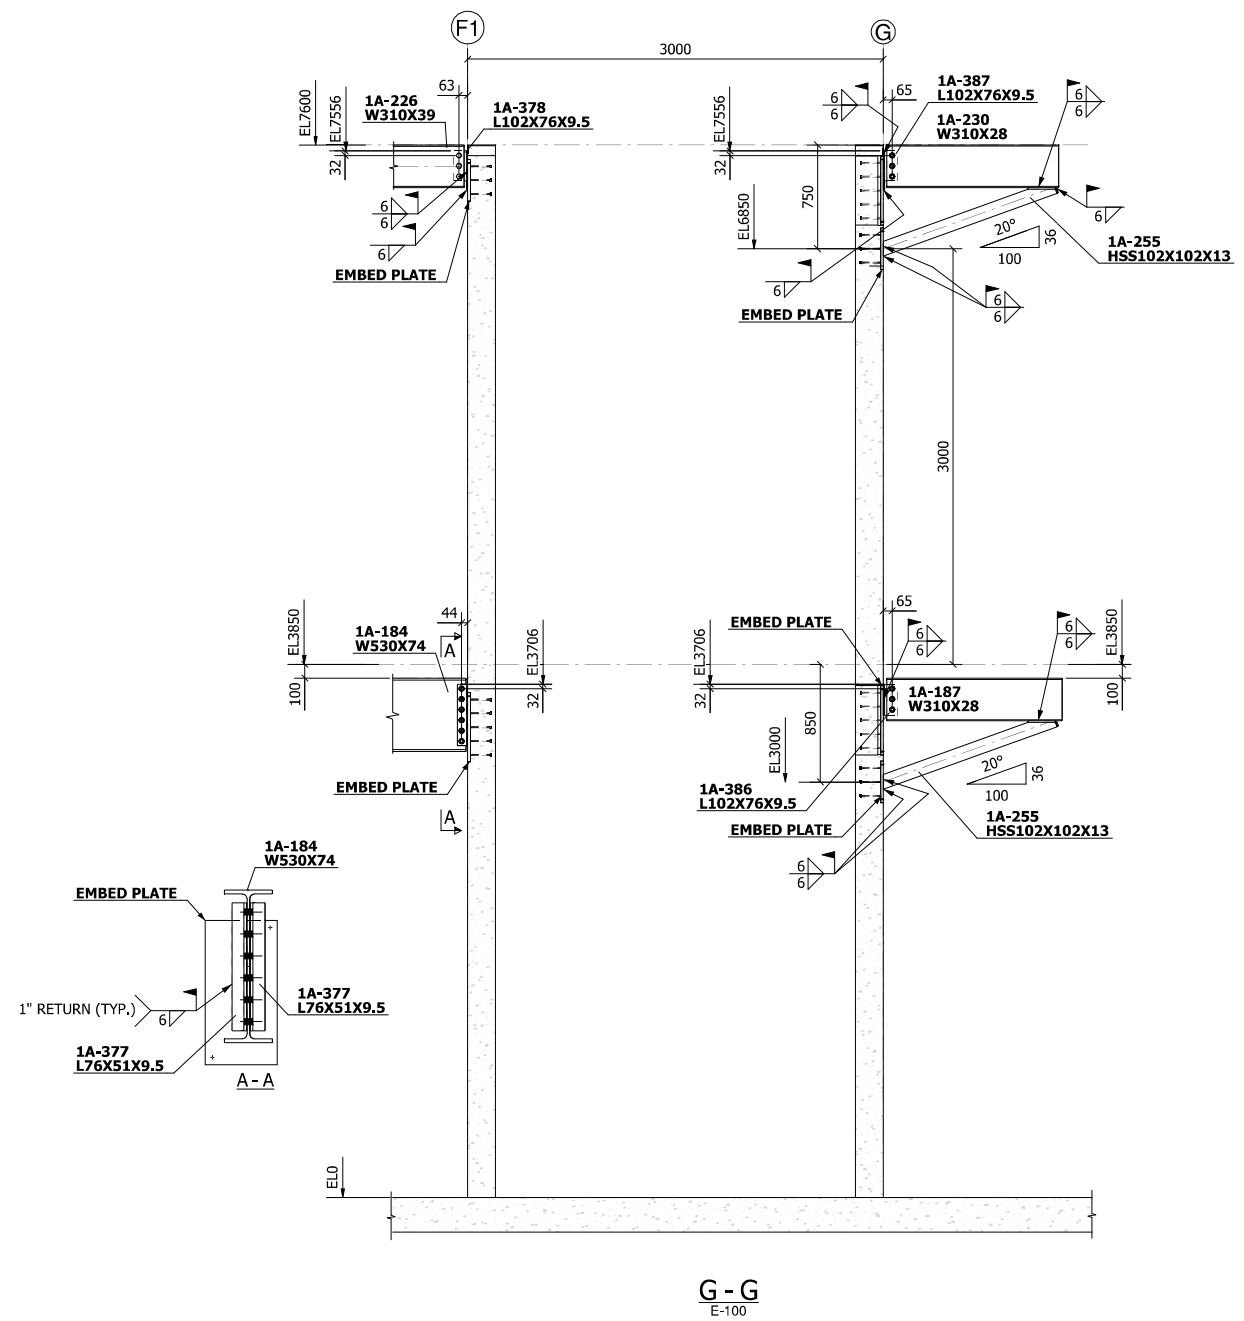 F1
G
3000
63
1A-226
W310X39
1A-378
L102X76X9.5
EL7600
EL7556
32
6
6
6
EMBED PLATE
EL7556
32
6
6
65
1A-387
L102X76X9.5
1A-230
W310X28
6
6
750
EL6850
20°
36
100
6
1A-255
HSS102X102X13
6
EMBED PLATE
6
6
3000
EL3850
100
44
1A-184
W530X74
A
EL3706
32
EMBED PLATE
A
EL3706
32
EMBED PLATE
65
6
6
6
6
EL3850
100
1A-187
W310X28
850
EL3000
1A-386
L102X76X9.5
EMBED PLATE
20°
36
100
1A-255
HSS102X102X13
6
6
1A-184
W530X74
EMBED PLATE
1" RETURN (TYP.)
6
1A-377
L76X51X9.5
1A-377
L76X51X9.5
A - A
EL0
G - G
E-100